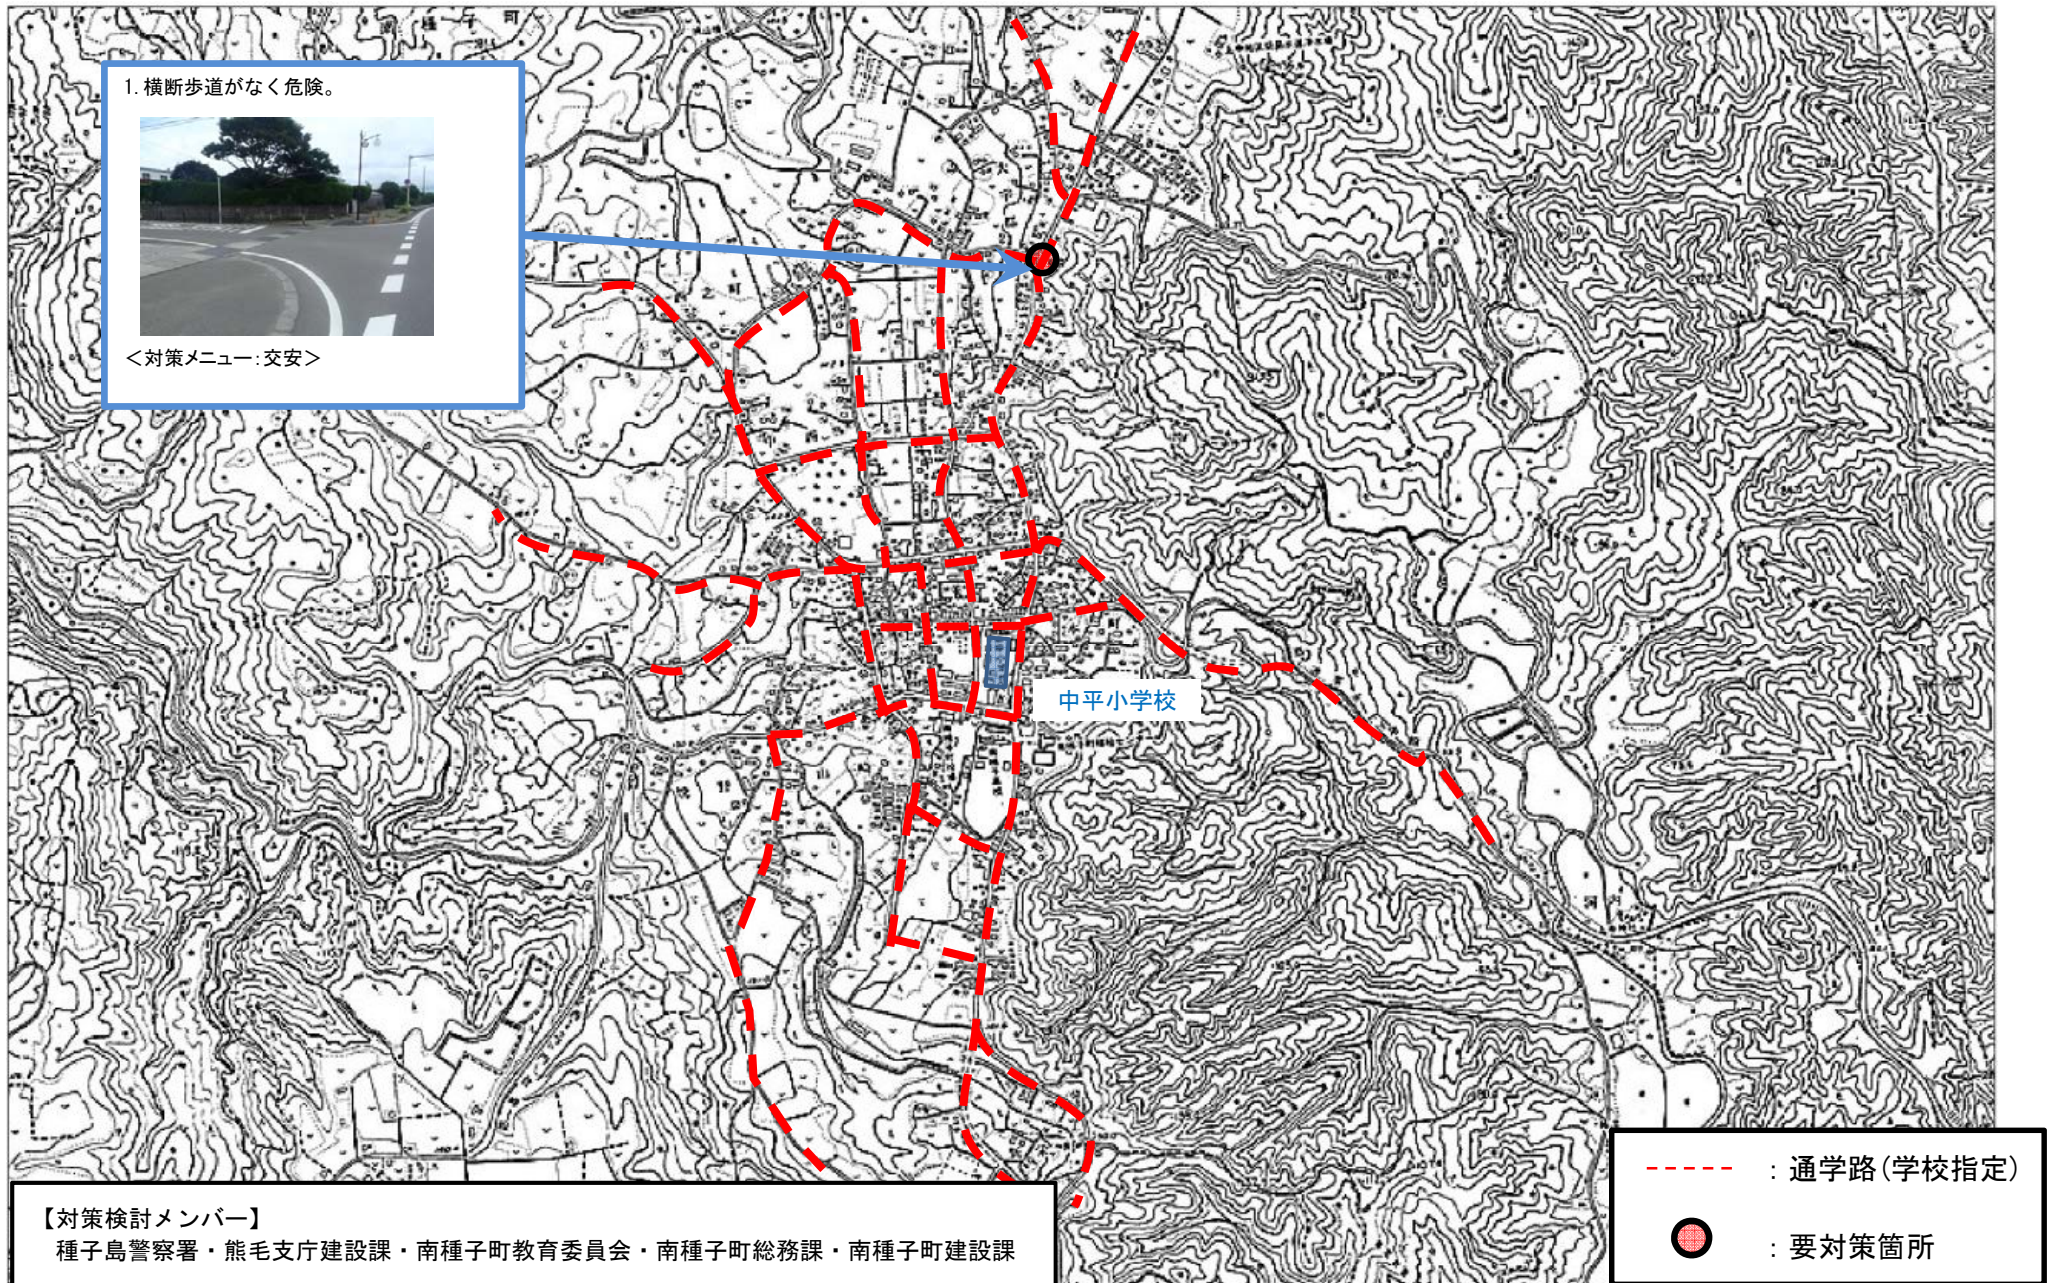 1. 横断歩道がなく危険。
＜対策メニュー：交安＞
中平小学校
【対策検討メンバー】
種子島警察署・熊毛支庁建設課・南種子町教育委員会・南種子町総務課・南種子町建設課
：通学路（学校指定）
：要対策箇所